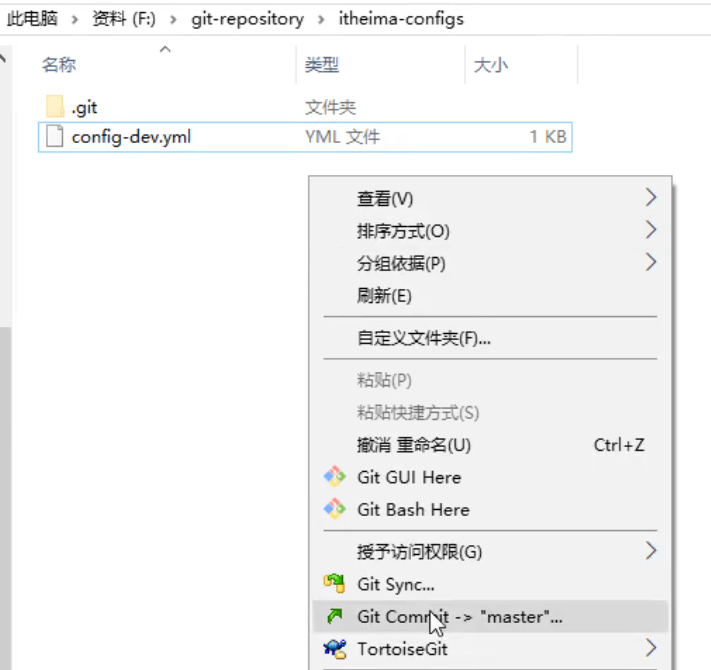 此电脑 > 资料 (F:) > git-repository > itheima-configs
名称 类型 大小
.git 文件夹
config-dev.yml YML 文件 1 KB
查看(V)
排序方式(O)
分组依据(P)
刷新(E)
自定义文件夹(F)...
粘贴(P)
粘贴快捷方式(S)
撤消 重命名(U) Ctrl+Z
Git GUI Here
Git Bash Here
授予访问权限(G)
Git Sync...
Git Commit -> "master"...
TortoiseGit